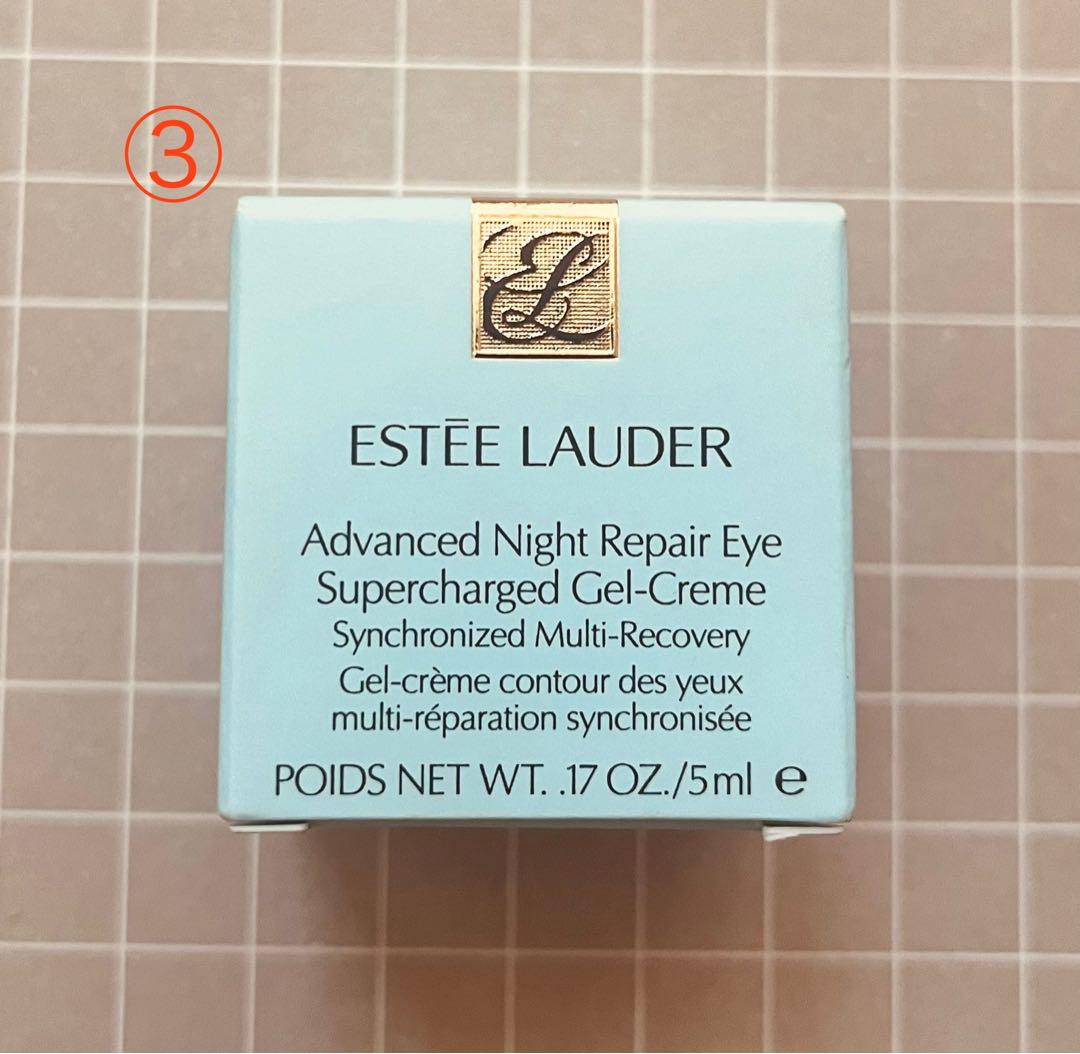 ③
EL
ESTĒE LAUDER
Advanced Night Repair Eye
Supercharged Gel-Creme
Synchronized Multi-Recovery
Gel-crème contour des yeux
multi-réparation synchronisée
POIDS NET WT. .17 OZ./5ml ℮